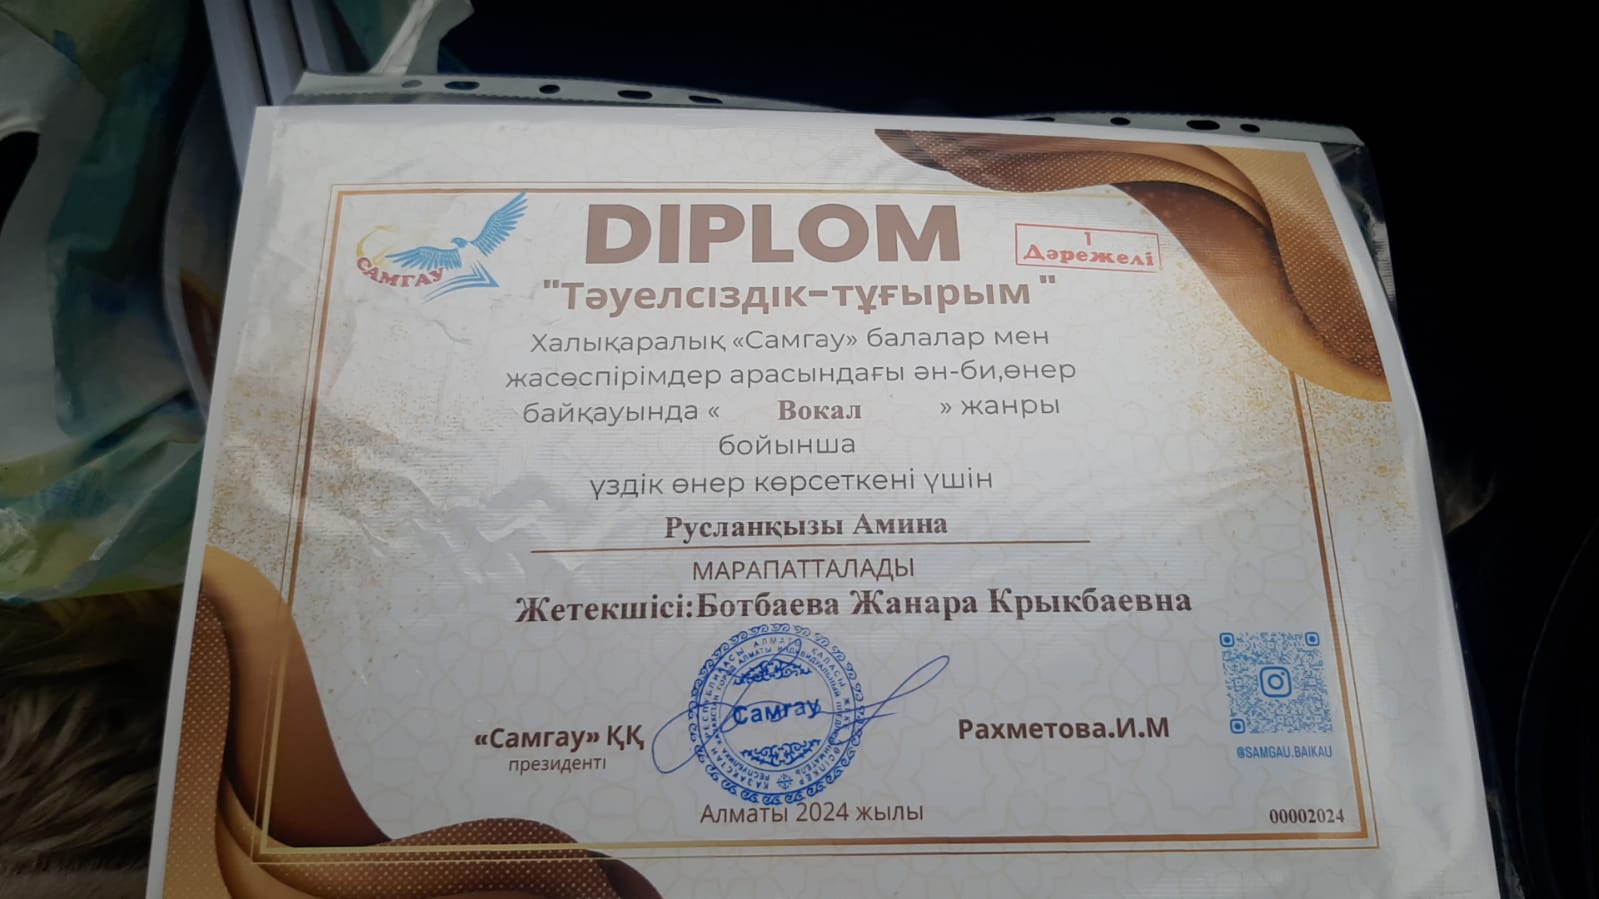 DIPLOM
САМГАУ
1
Дәрежелі
"Тәуелсіздік-тұғырым "
Халықаралық «Самгау» балалар мен
жасөспірімдер арасындағы ән-би,өнер
байқауында « Вокал » жанры
бойынша
үздік өнер көрсеткені үшін
Русланқызы Амина
МАРАПАТТАЛАДЫ
Жетекшісі:Ботбаева Жанара Крыкбаевна
«Самгау» ҚҚ
президенті
Самгау
Рахметова.И.М
@SAMGAU.BAIKAU
Алматы 2024 жылы
00002024